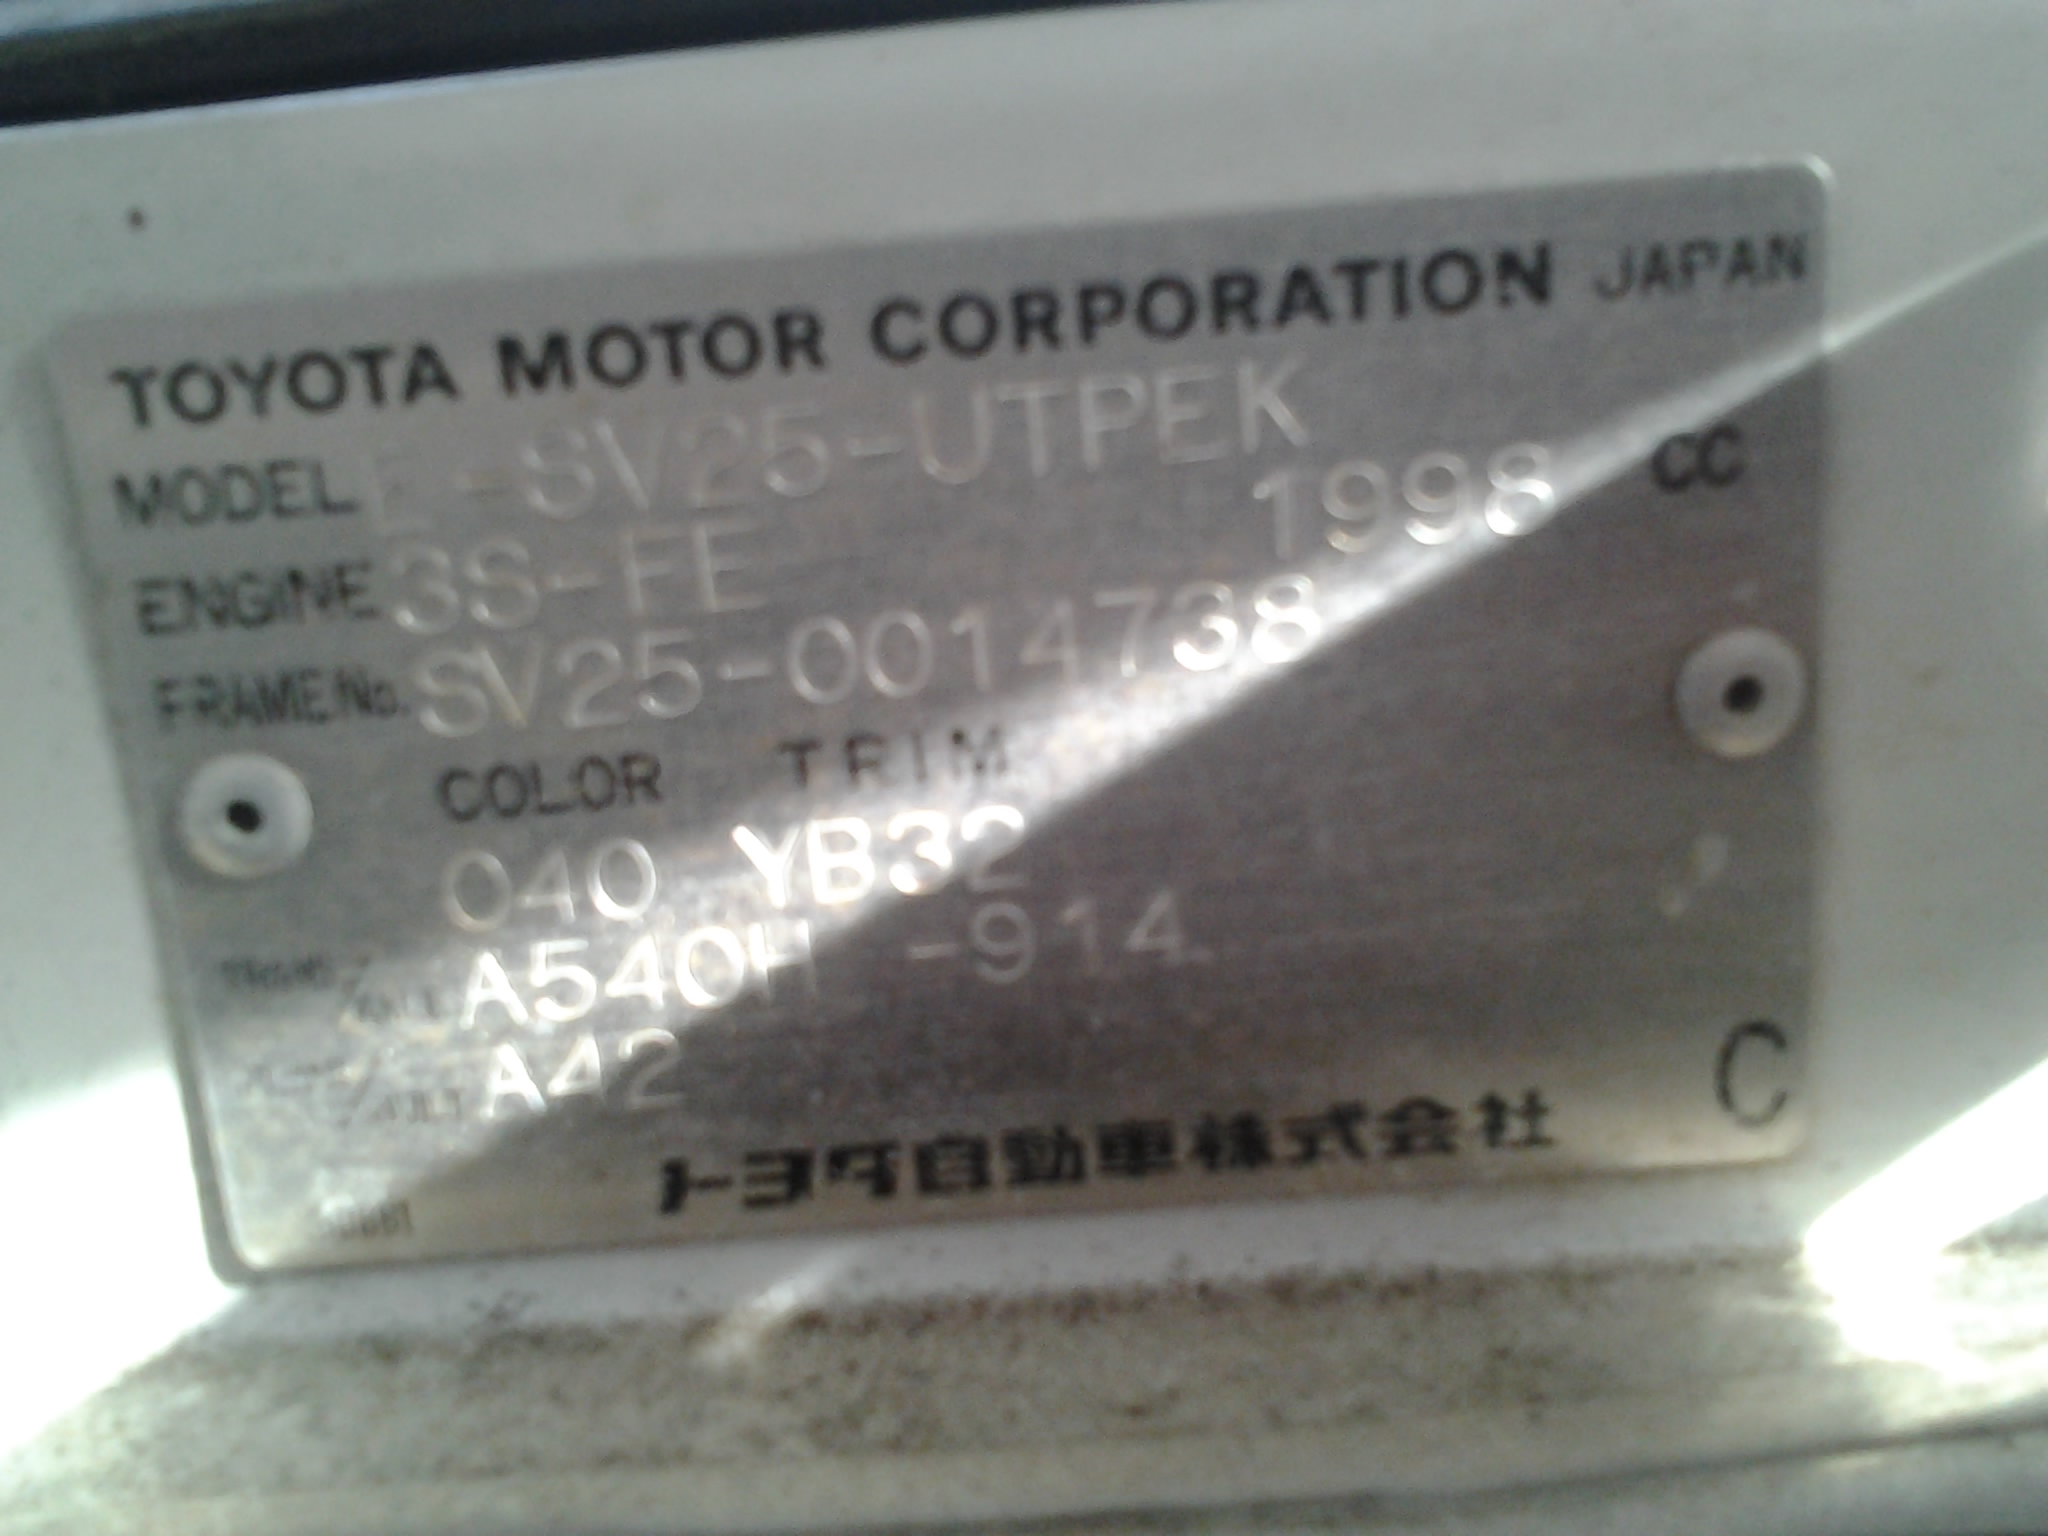 TOYOTA MOTOR CORPORATION JAPAN
MODEL E-SV25-UTPEK
ENGINE 3S-FE 1998 CC
FRAME No. SV25-0014738
COLOR TRIM
040 YB32
A540H -914
A42
C
トヨタ自動車株式会社